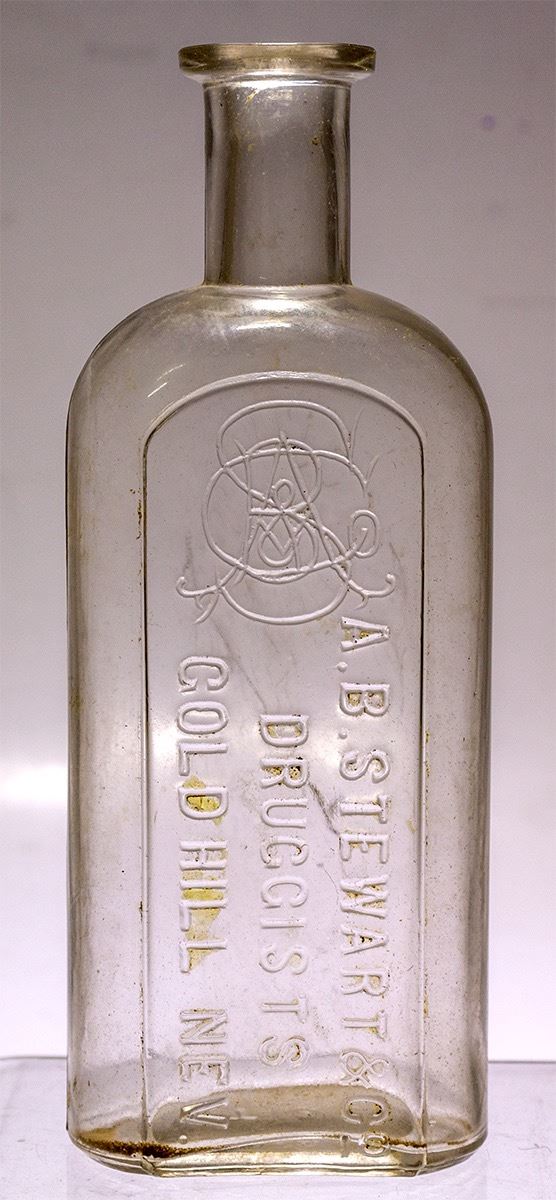 A. B. STEWART & Co
DRUGGISTS
GOLD HILL NEV.